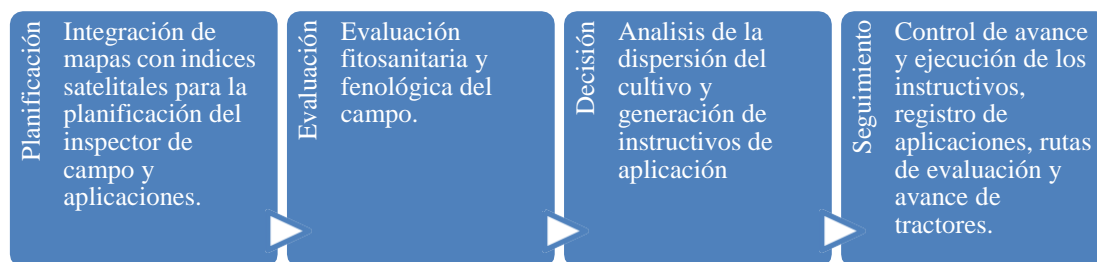 Planificación
Integración de
mapas con indices
satelitales para la
planificación del
inspector de
campo y
aplicaciones.
Evaluación
Evaluación
fitosanitaria y
fenológica del
campo.
Decisión
Analisis de la
dispersión del
cultivo y
generación de
instructivos de
aplicación
Seguimiento
Control de avance
y ejecución de los
instructivos,
registro de
aplicaciones, rutas
de evaluación y
avance de
tractores.